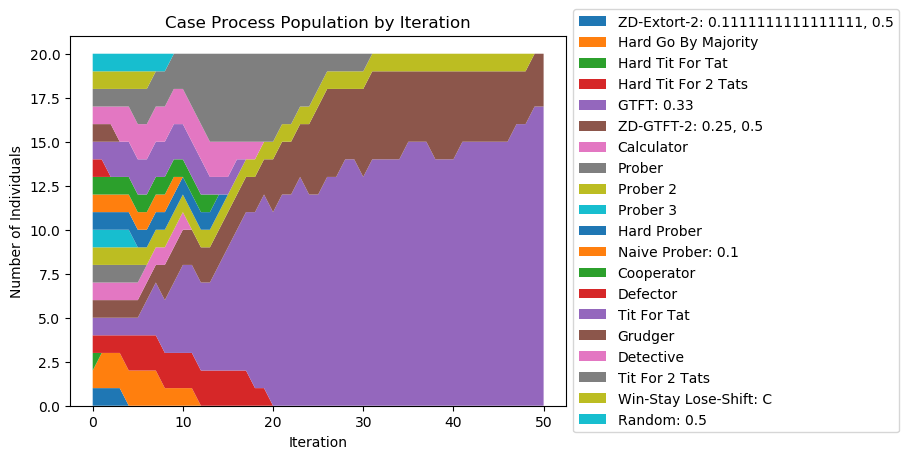 Case Process Population by Iteration
20.0
17.5
15.0
12.5
10.0
7.5
5.0
2.5
0.0
Number of Individuals
0 10 20 30 40 50
Iteration
ZD-Extort-2: 0.1111111111111111, 0.5
Hard Go By Majority
Hard Tit For Tat
Hard Tit For 2 Tats
GTFT: 0.33
ZD-GTFT-2: 0.25, 0.5
Calculator
Prober
Prober 2
Prober 3
Hard Prober
Naive Prober: 0.1
Cooperator
Defector
Tit For Tat
Grudger
Detective
Tit For 2 Tats
Win-Stay Lose-Shift: C
Random: 0.5